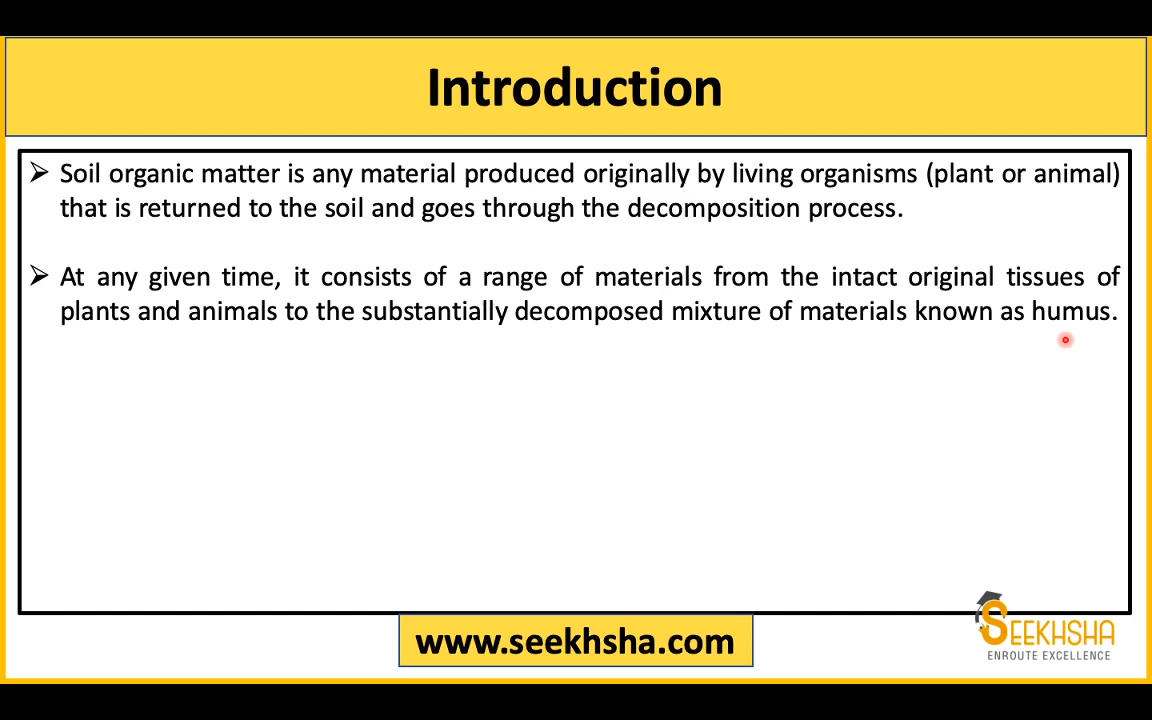 Introduction
➢ Soil organic matter is any material produced originally by living organisms (plant or animal)
that is returned to the soil and goes through the decomposition process.
➢ At any given time, it consists of a range of materials from the intact original tissues of
plants and animals to the substantially decomposed mixture of materials known as humus.
www.seekhsha.com
SEEKHSHA
ENROUTE EXCELLENCE